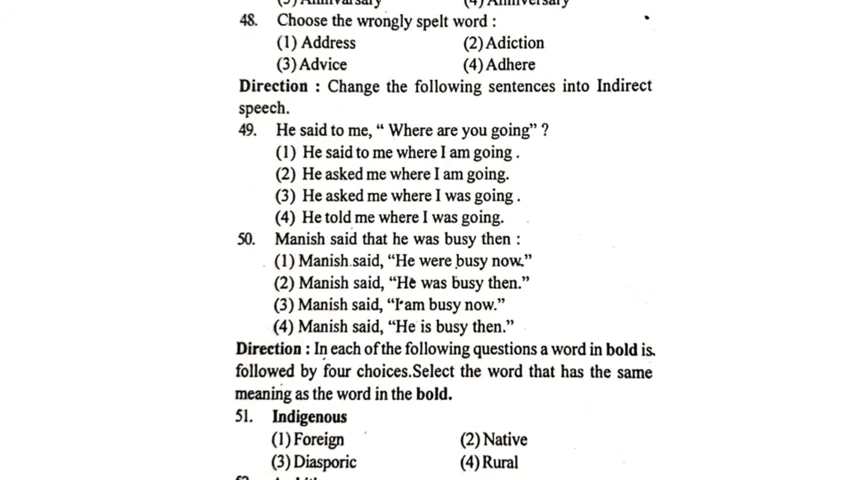 (3) Annivarsary (4) Anniversary
48. Choose the wrongly spelt word :
(1) Address (2) Adiction
(3) Advice (4) Adhere
Direction : Change the following sentences into Indirect
speech.
49. He said to me, “ Where are you going” ?
(1) He said to me where I am going .
(2) He asked me where I am going.
(3) He asked me where I was going .
(4) He told me where I was going.
50. Manish said that he was busy then :
(1) Manish said, “He were busy now.”
(2) Manish said, “He was busy then.”
(3) Manish said, “I am busy now.”
(4) Manish said, “He is busy then.”
Direction : In each of the following questions a word in bold is
followed by four choices.Select the word that has the same
meaning as the word in the bold.
51. Indigenous
(1) Foreign (2) Native
(3) Diasporic (4) Rural
52.